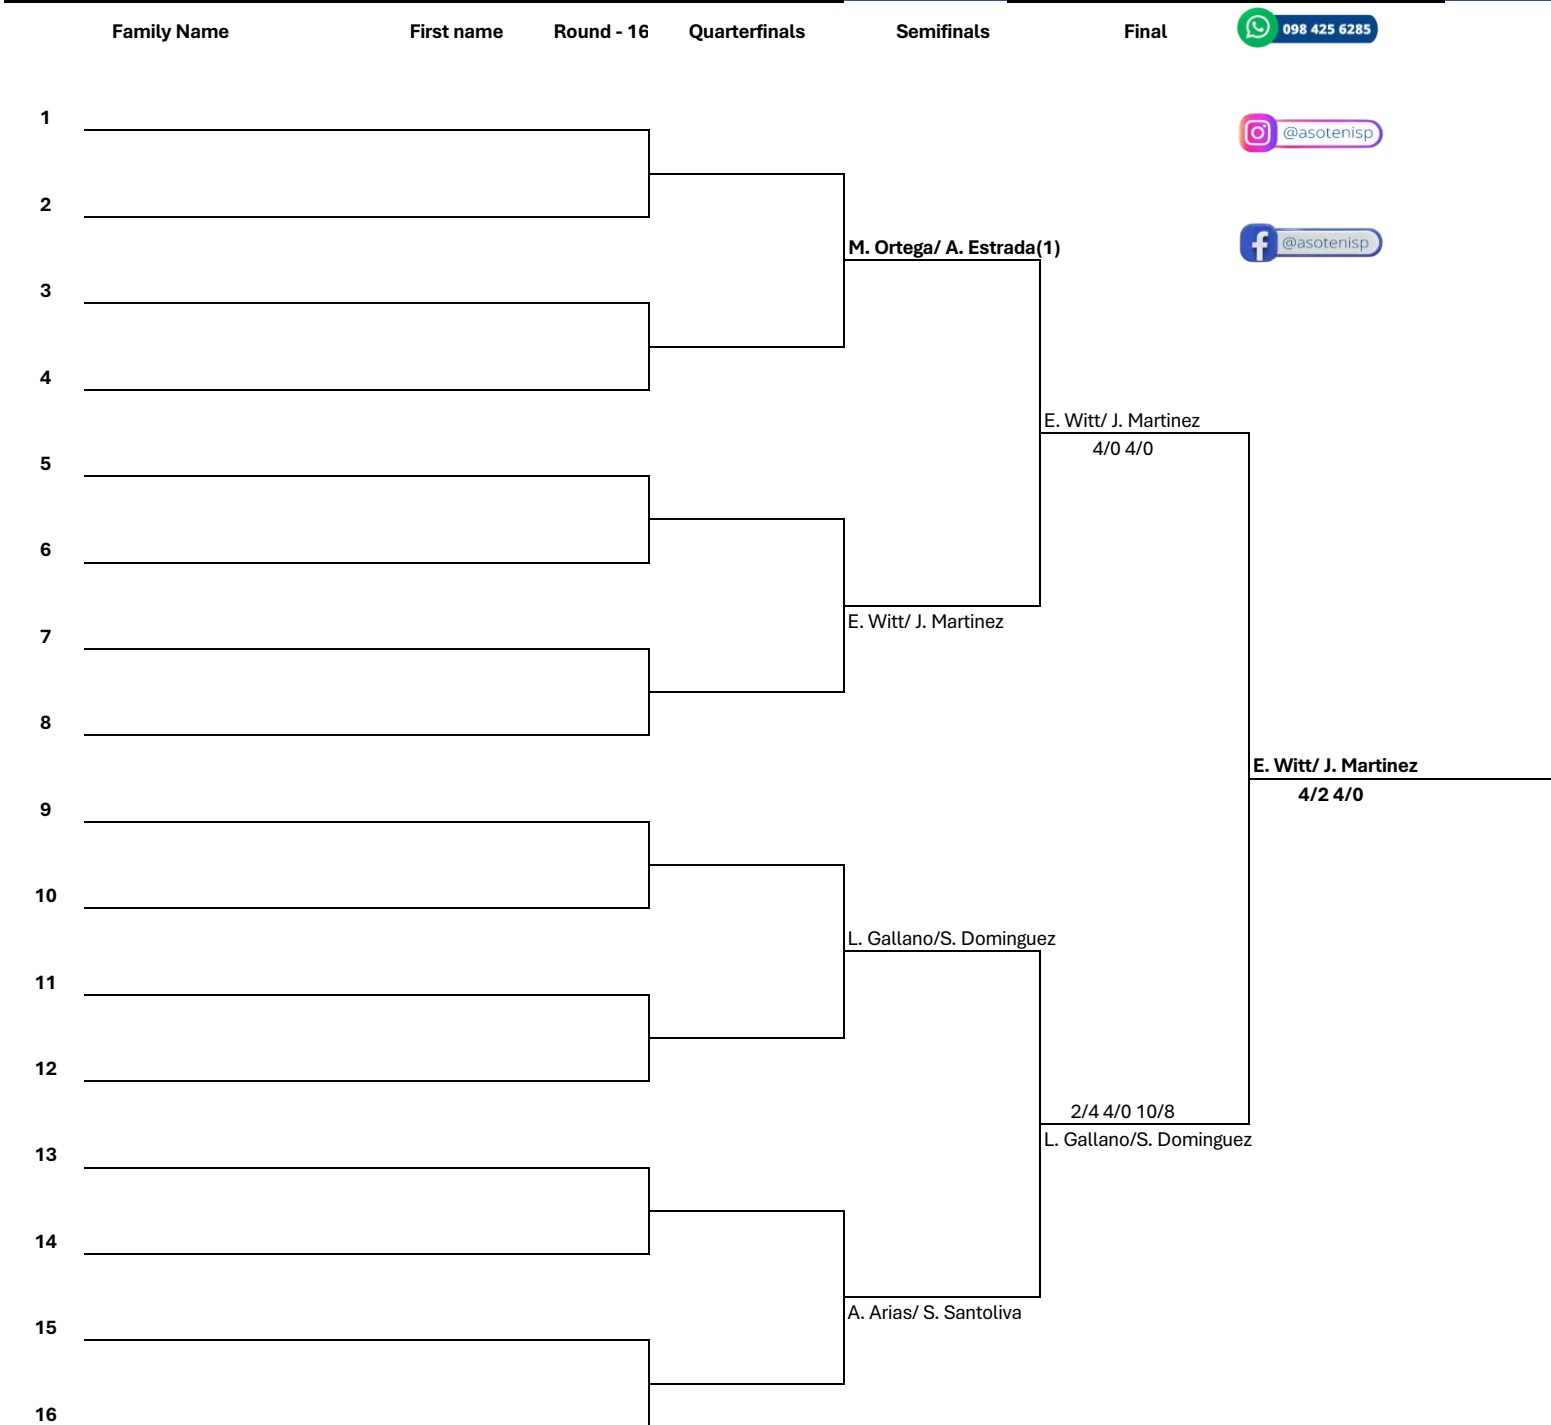 Family Name First name Round - 16 Quarterfinals Semifinals Final 098 425 6285
1
@asotenisp
2
M. Ortega/ A. Estrada(1)
@asotenisp
3
4
E. Witt/ J. Martinez
4/0 4/0
5
6
E. Witt/ J. Martinez
7
8
E. Witt/ J. Martinez
4/2 4/0
9
10
L. Gallano/S. Dominguez
11
12
2/4 4/0 10/8
L. Gallano/S. Dominguez
13
14
A. Arias/ S. Santoliva
15
16